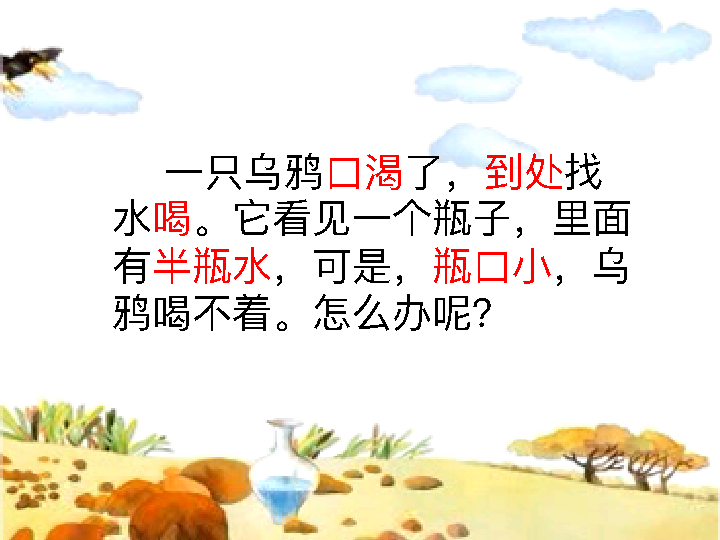 一只乌鸦口渴了，到处找
水喝。它看见一个瓶子，里面
有半瓶水，可是，瓶口小，乌
鸦喝不着。怎么办呢？